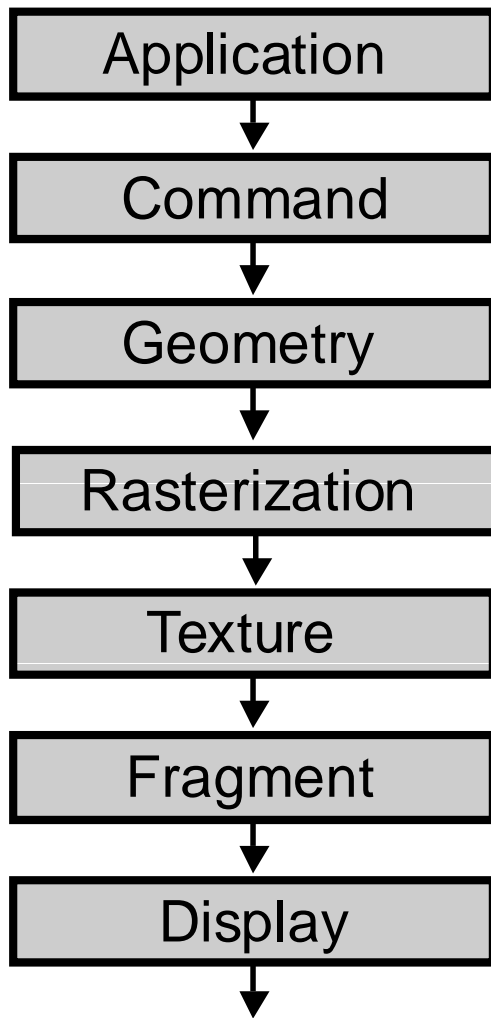 Application
Command
Geometry
Rasterization
Texture
Fragment
Display